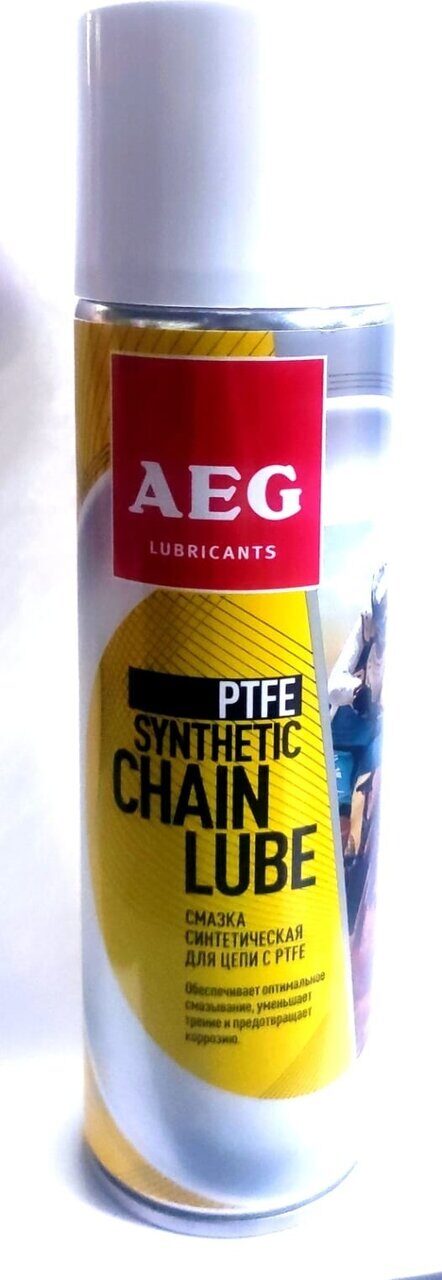 AEG
LUBRICANTS
PTFE
SYNTHETIC
CHAIN
LUBE
СМАЗКА
СИНТЕТИЧЕСКАЯ
ДЛЯ ЦЕПИ С PTFE
Обеспечивает оптимальное
смазывание, уменьшает
трение и предотвращает
коррозию.